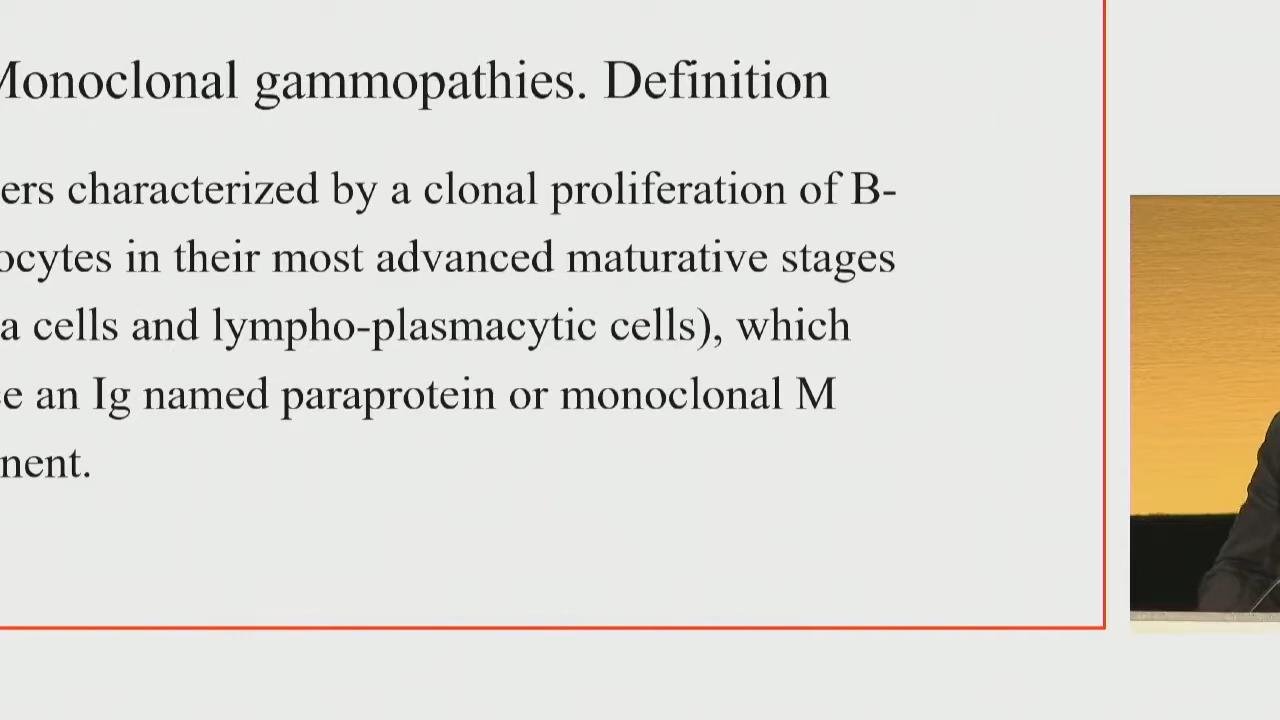 Monoclonal gammopathies. Definition
ers characterized by a clonal proliferation of B-
ocytes in their most advanced maturative stages
a cells and lympho-plasmacytic cells), which
e an Ig named paraprotein or monoclonal M
nent.